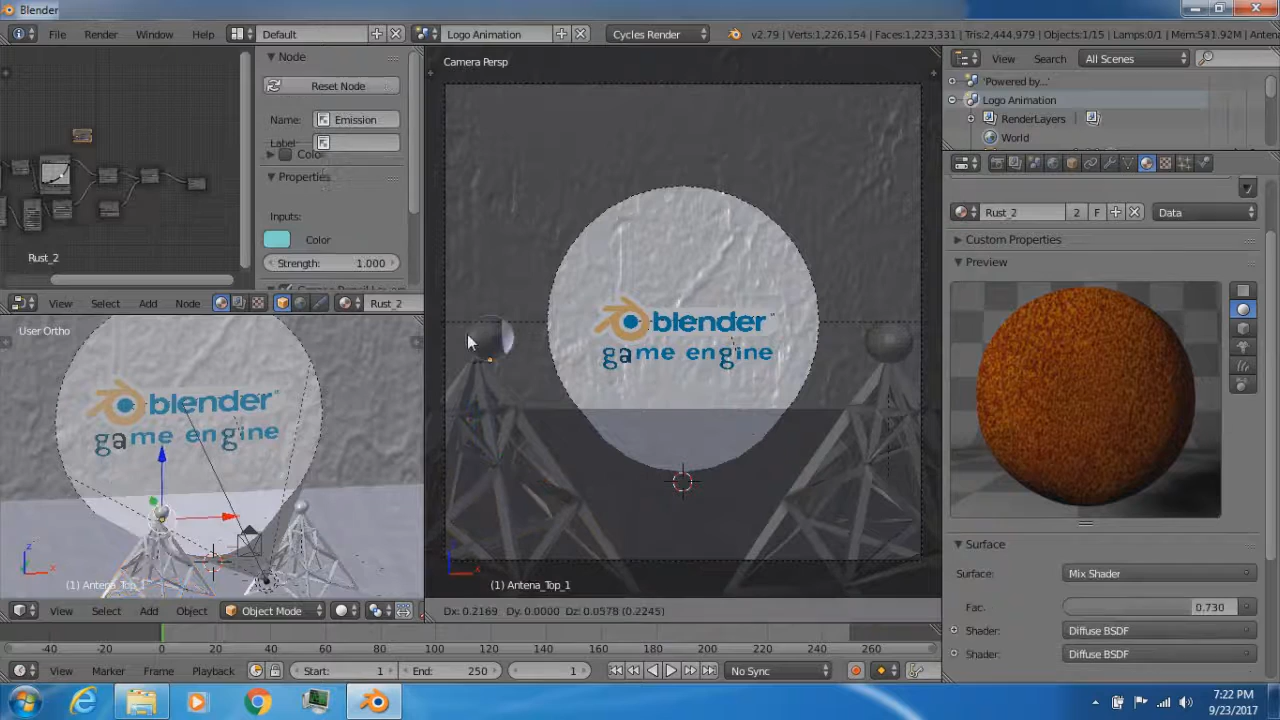 Blender
File Render Window Help Default Logo Animation Cycles Render v2.79 | Verts:1,226,154 | Faces:1,223,331 | Tris:2,444,979 | Objects:1/15 | Lamps:0/1 | Mem:541.92M |
Node
Reset Node
Name: Emission
Label:
Color
Properties
Inputs:
Color
Strength: 1.000
Rust_2
View Select Add Node Rust_2
Camera Persp
blender
game engine
(1) Antena_Top_1
Dx: 0.2169 Dy: 0.0000 Dz: 0.0578 (0.2245)
User Ortho
blender
game engine
(1) Antena_Top_1
View Select Add Object Object Mode
View Search All Scenes
'Powered by...'
Logo Animation
RenderLayers
World
Rust_2 2 F Data
Custom Properties
Preview
Surface
Surface: Mix Shader
Fac: 0.730
Shader: Diffuse BSDF
Shader: Diffuse BSDF
-40 -20 0 20 40 60 80 100 120 140 160 180 200 220 240 260
View Marker Frame Playback Start: 1 End: 250 1 No Sync
7:22 PM
9/23/2017